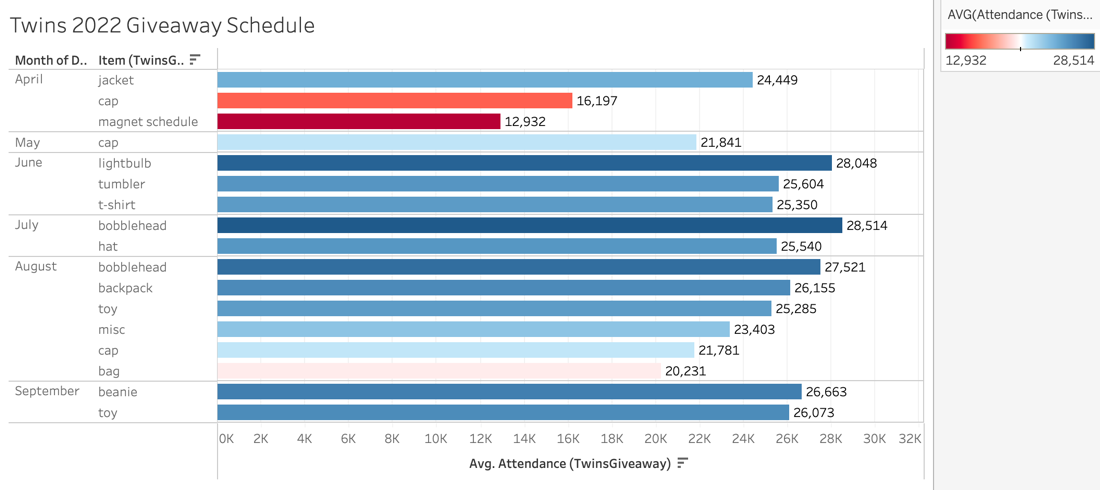 Twins 2022 Giveaway Schedule
AVG(Attendance (Twins...
12,932 28,514
Month of D.. Item (TwinsG..
April jacket 24,449
cap 16,197
magnet schedule 12,932
May cap 21,841
June lightbulb 28,048
tumbler 25,604
t-shirt 25,350
July bobblehead 28,514
hat 25,540
August bobblehead 27,521
backpack 26,155
toy 25,285
misc 23,403
cap 21,781
bag 20,231
September beanie 26,663
toy 26,073
0K 2K 4K 6K 8K 10K 12K 14K 16K 18K 20K 22K 24K 26K 28K 30K 32K
Avg. Attendance (TwinsGiveaway)